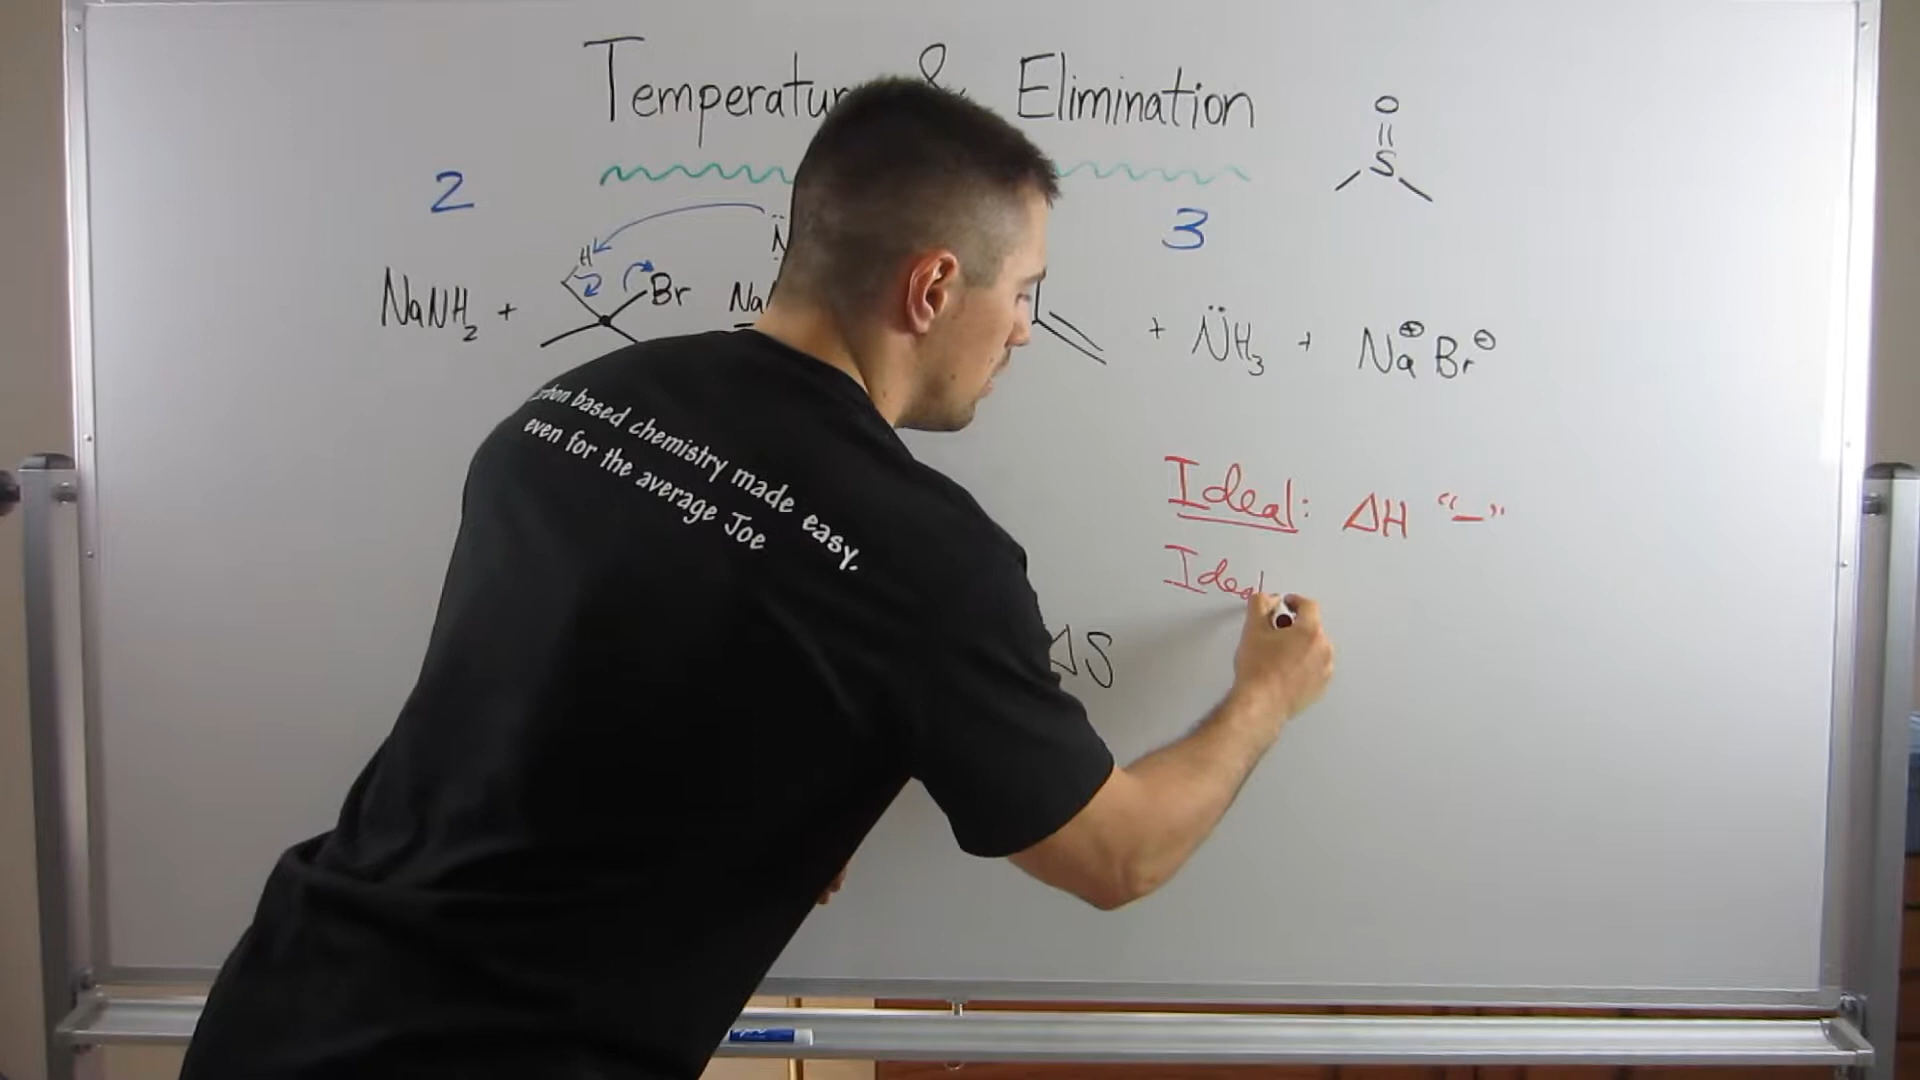 Temperatur & Elimination
O
S
2
3
H
Br
NaNH₂ +
+ N̈H₃ + Na⊕ Br⊖
Carbon based chemistry made easy.
even for the average Joe
Ideal: ΔH “–”
Ideal
ΔS